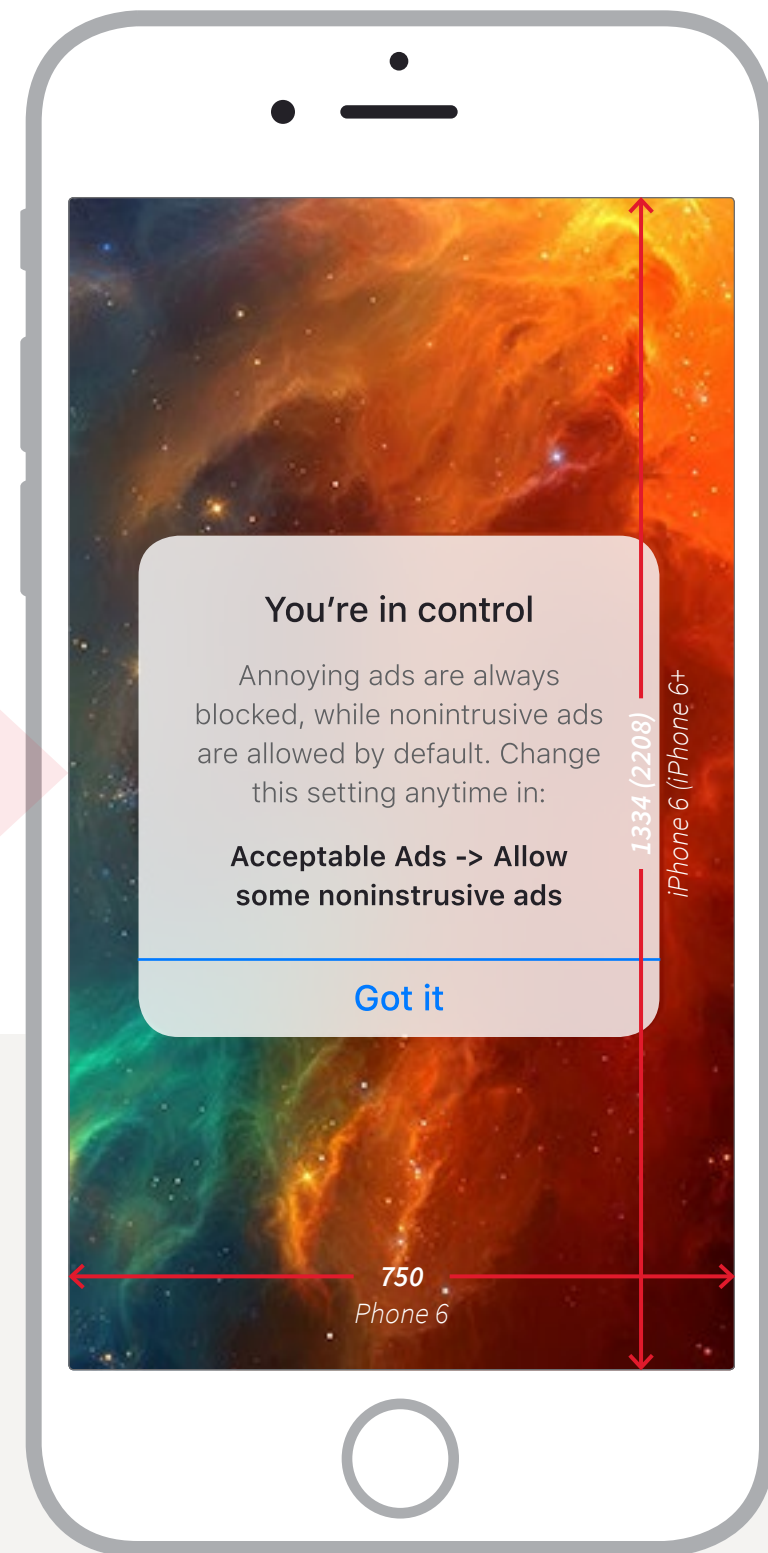 You're in control
Annoying ads are always
blocked, while nonintrusive ads
are allowed by default. Change
this setting anytime in:
Acceptable Ads -> Allow
some noninstrusive ads
Got it
1334 (2208)
iPhone 6 (iPhone 6+
750
Phone 6